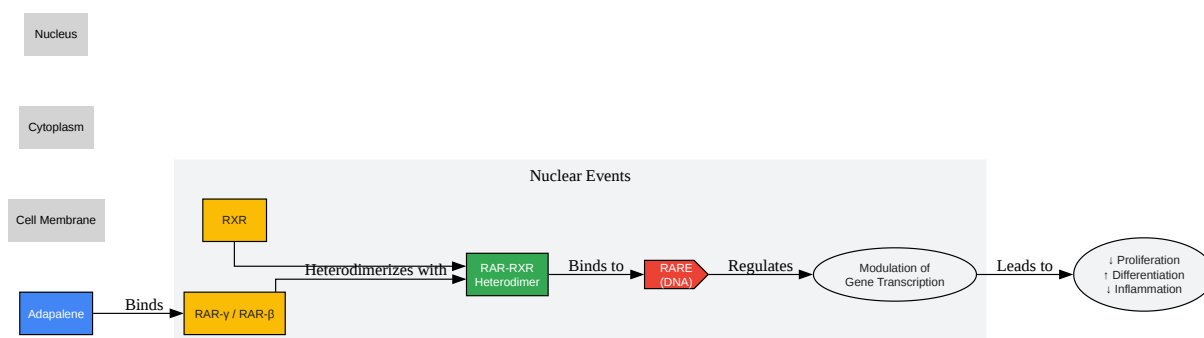 Nucleus
Cytoplasm
Cell Membrane
Nuclear Events
RXR
Adapalene
Binds
RAR-γ / RAR-β
Heterodimerizes with
RAR-RXR
Heterodimer
Binds to
RARE
(DNA)
Regulates
Modulation of
Gene Transcription
Leads to
↓ Proliferation
↑ Differentiation
↓ Inflammation